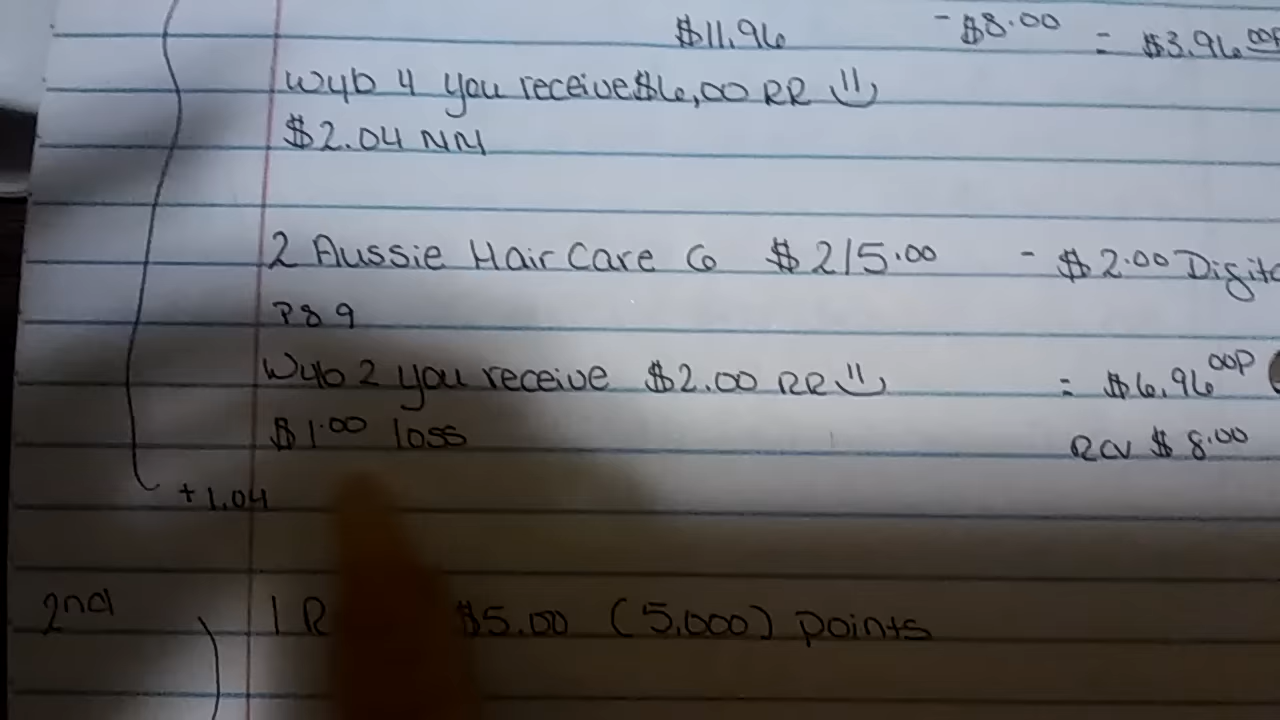 $11.96 -$8.00 = $3.96 OOP
Wyb 4 you receive $6,00 RR
$2.04 MM
2 Aussie Hair Care @ $2/5.00 - $2.00
P89
Wyb 2 you receive $2.00 RR = $6.96 OOP
$1.00 loss RCV $8.00
+1.04
2nd 1 $5.00 (5,000) points